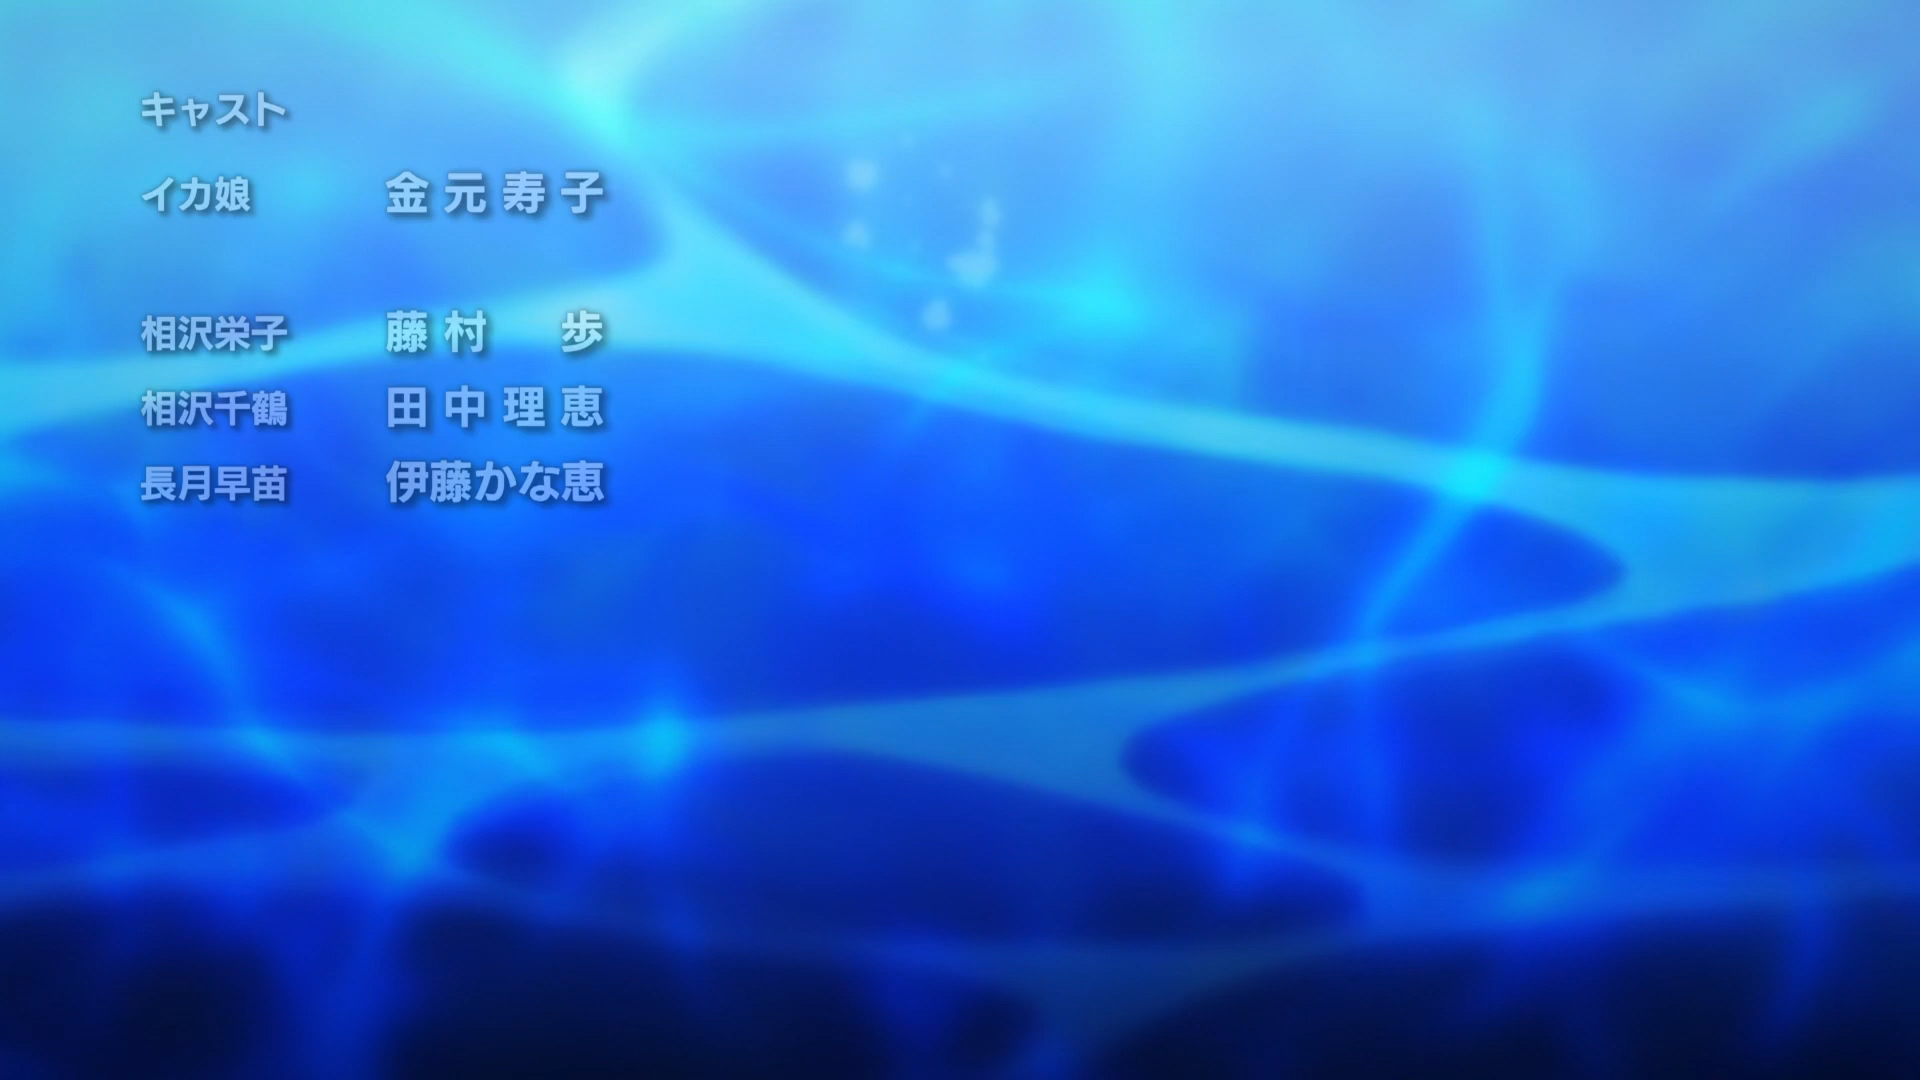 キャスト
イカ娘 金元寿子
相沢栄子 藤村 歩
相沢千鶴 田中理恵
長月早苗 伊藤かな恵